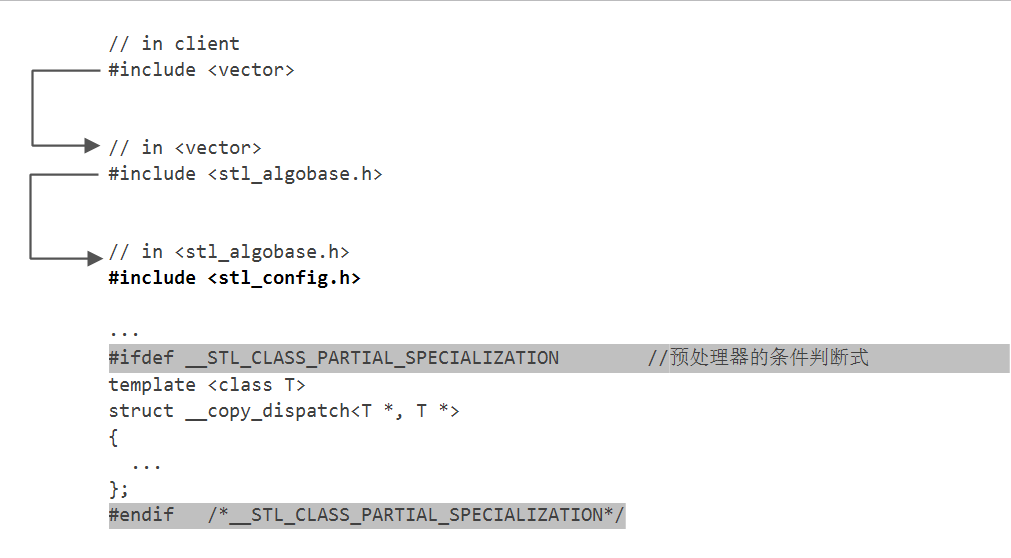 // in client
#include <vector>
// in <vector>
#include <stl_algobase.h>
// in <stl_algobase.h>
#include <stl_config.h>
...
#ifdef __STL_CLASS_PARTIAL_SPECIALIZATION //预处理器的条件判断式
template <class T>
struct __copy_dispatch<T *, T *>
{
...
};
#endif /*__STL_CLASS_PARTIAL_SPECIALIZATION*/